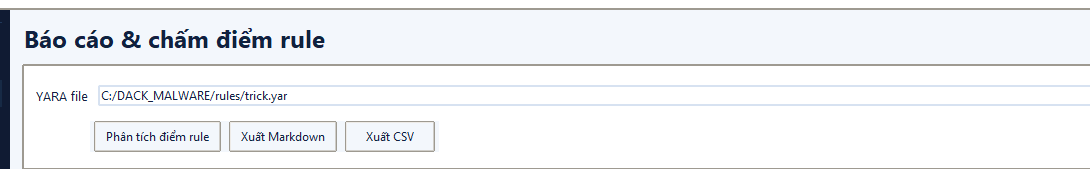 Báo cáo & chấm điểm rule
YARA file C:/DACK_MALWARE/rules/trick.yar
Phân tích điểm rule Xuất Markdown Xuất CSV